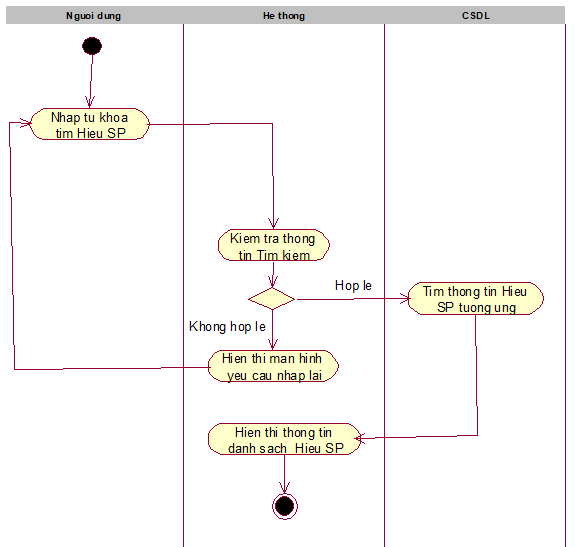 Nguoi dung
He thong
CSDL
Nhap tu khoa
tim Hieu SP
Kiem tra thong
tin Tim kiem
Hop le
Tim thong tin Hieu
SP tuong ung
Khong hop le
Hien thi man hinh
yeu cau nhap lai
Hien thi thong tin
danh sach Hieu SP